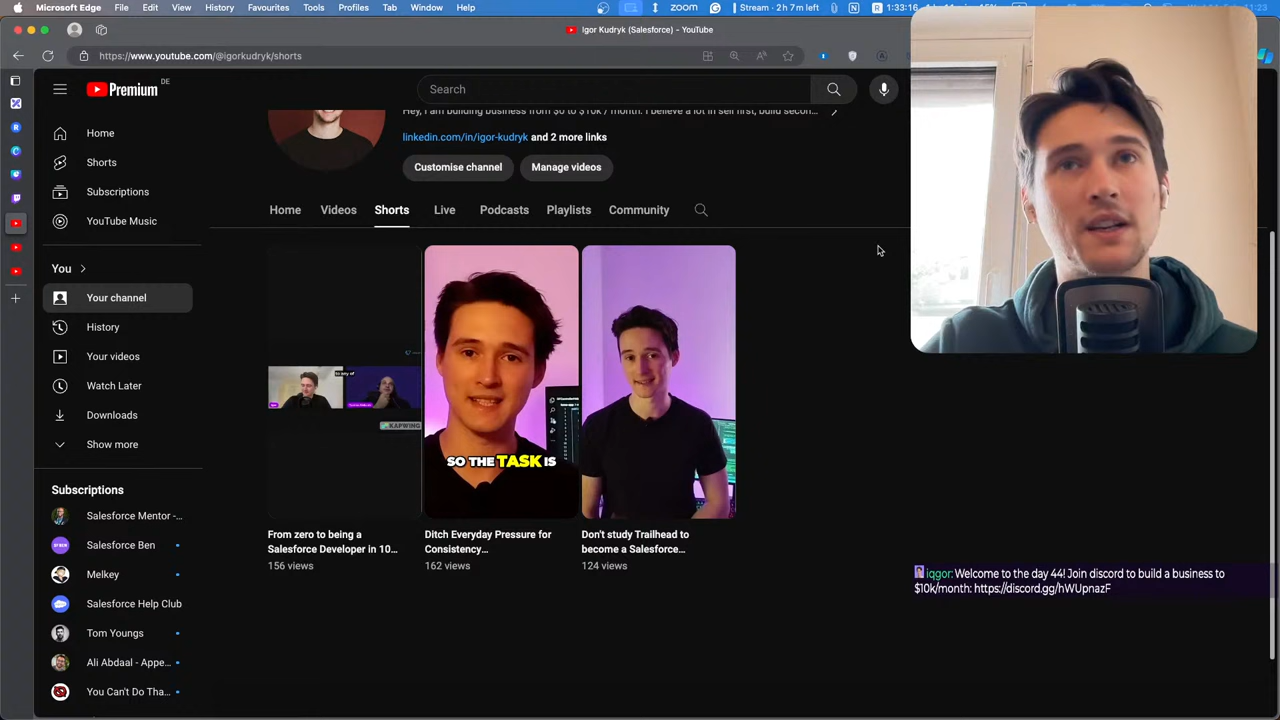 Microsoft Edge File Edit View History Favourites Tools Profiles Tab Window Help
zoom Stream · 2 h 7 m left 11:23
Igor Kudryk (Salesforce) - YouTube
https://www.youtube.com/@igorkudryk/shorts
Premium DE
Search
Home
Shorts
Subscriptions
YouTube Music
You
Your channel
History
Your videos
Watch Later
Downloads
Show more
Subscriptions
Salesforce Mentor -...
Salesforce Ben
Melkey
Salesforce Help Club
Tom Youngs
Ali Abdaal - Appe...
You Can't Do Tha...
Hey, I am building business from $0 to $10k / month. I believe a lot in sell first, build secon...
linkedin.com/in/igor-kudryk and 2 more links
Customise channel Manage videos
Home Videos Shorts Live Podcasts Playlists Community
KAPWING
SO THE TASK IS
From zero to being a
Salesforce Developer in 10...
156 views
Ditch Everyday Pressure for
Consistency...
162 views
Don't study Trailhead to
become a Salesforce...
124 views
iqgor: Welcome to the day 44! Join discord to build a business to
$10k/month: https://discord.gg/hWUpnazF